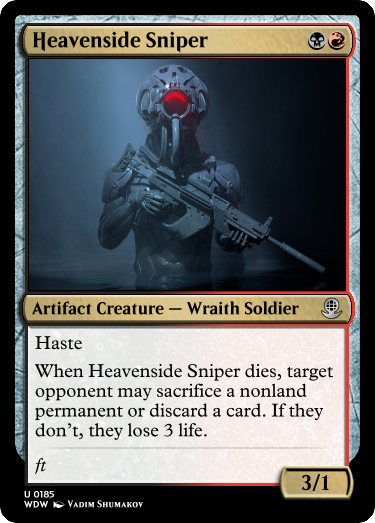 Heavenside Sniper
Artifact Creature — Wraith Soldier
Haste
When Heavenside Sniper dies, target
opponent may sacrifice a nonland
permanent or discard a card. If they
don't, they lose 3 life.
ft
3/1
U 0185
WDW Vadim Shumakov